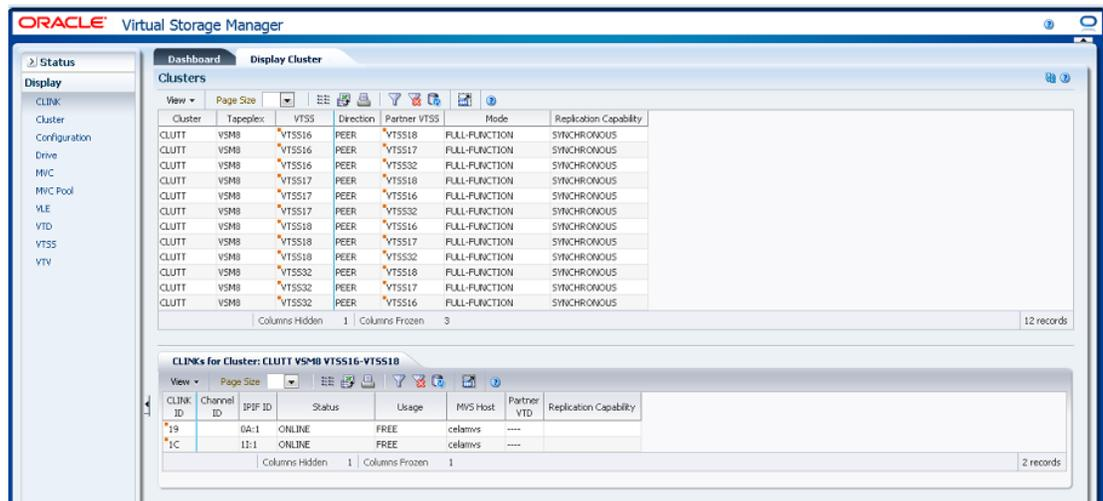 ORACLE Virtual Storage Manager
Status
Display
CLINK
Cluster
Configuration
Drive
MVC
MVC Pool
VLE
VTD
VTSS
VTV
Dashboard Display Cluster
Clusters
View Page Size
Cluster Tapeplex VTSS Direction Partner VTSS Mode Replication Capability
CLUTT VSM8 VTSS16 PEER VTSS18 FULL-FUNCTION SYNCHRONOUS
CLUTT VSM8 VTSS16 PEER VTSS17 FULL-FUNCTION SYNCHRONOUS
CLUTT VSM8 VTSS16 PEER VTSS32 FULL-FUNCTION SYNCHRONOUS
CLUTT VSM8 VTSS17 PEER VTSS18 FULL-FUNCTION SYNCHRONOUS
CLUTT VSM8 VTSS17 PEER VTSS16 FULL-FUNCTION SYNCHRONOUS
CLUTT VSM8 VTSS17 PEER VTSS32 FULL-FUNCTION SYNCHRONOUS
CLUTT VSM8 VTSS18 PEER VTSS16 FULL-FUNCTION SYNCHRONOUS
CLUTT VSM8 VTSS18 PEER VTSS17 FULL-FUNCTION SYNCHRONOUS
CLUTT VSM8 VTSS18 PEER VTSS32 FULL-FUNCTION SYNCHRONOUS
CLUTT VSM8 VTSS32 PEER VTSS18 FULL-FUNCTION SYNCHRONOUS
CLUTT VSM8 VTSS32 PEER VTSS17 FULL-FUNCTION SYNCHRONOUS
CLUTT VSM8 VTSS32 PEER VTSS16 FULL-FUNCTION SYNCHRONOUS
Columns Hidden 1 Columns Frozen 3 12 records
CLINKs for Cluster: CLUTT VSM8 VTSS16-VTSS18
View Page Size
CLINK ID Channel ID IPIF ID Status Usage MVS Host Partner VTD Replication Capability
19 0A:1 ONLINE FREE celamvs ----
1C 1I:1 ONLINE FREE celamvs ----
Columns Hidden 1 Columns Frozen 1 2 records